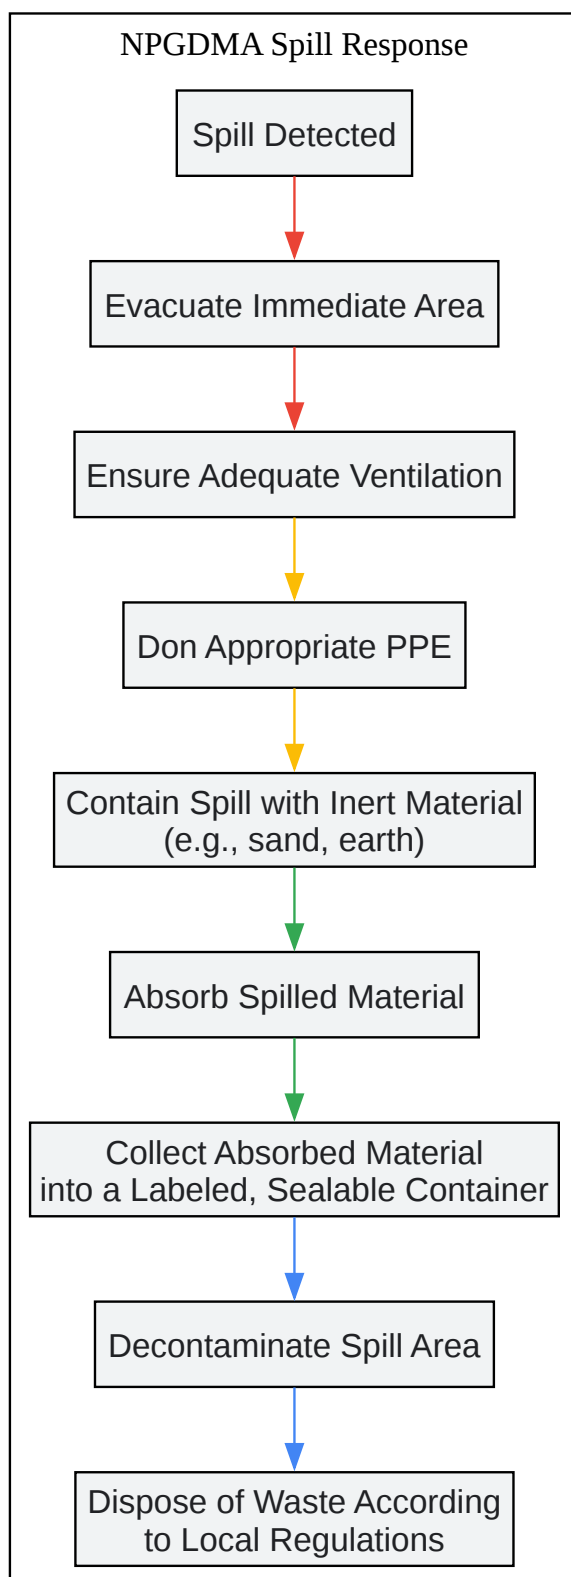 NPGDMA Spill Response
Spill Detected
Evacuate Immediate Area
Ensure Adequate Ventilation
Don Appropriate PPE
Contain Spill with Inert Material
(e.g., sand, earth)
Absorb Spilled Material
Collect Absorbed Material
into a Labeled, Sealable Container
Decontaminate Spill Area
Dispose of Waste According
to Local Regulations